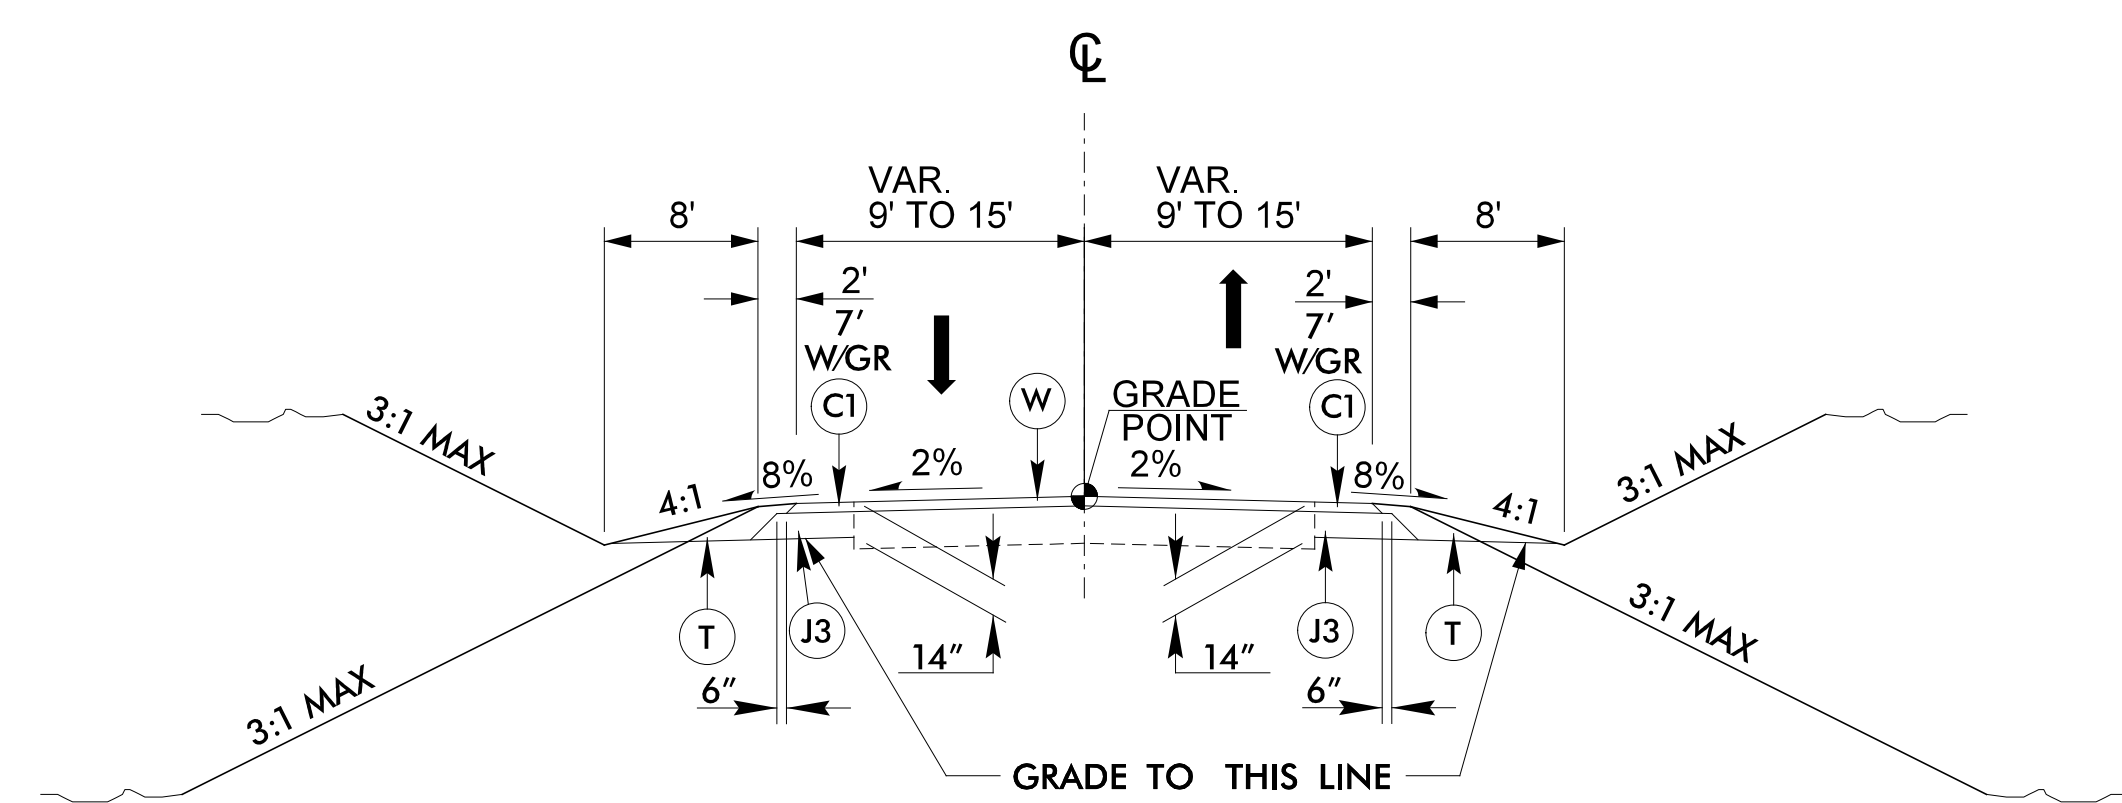 ℄
VAR.
9' TO 15'
VAR.
9' TO 15'
8'
8'
2'
7'
W/GR
2'
7'
W/GR
C1
W
GRADE
POINT
C1
3:1 MAX
4:1
8%
2%
2%
8%
4:1
3:1 MAX
T
J3
J3
T
14"
14"
6"
6"
3:1 MAX
3:1 MAX
GRADE TO THIS LINE